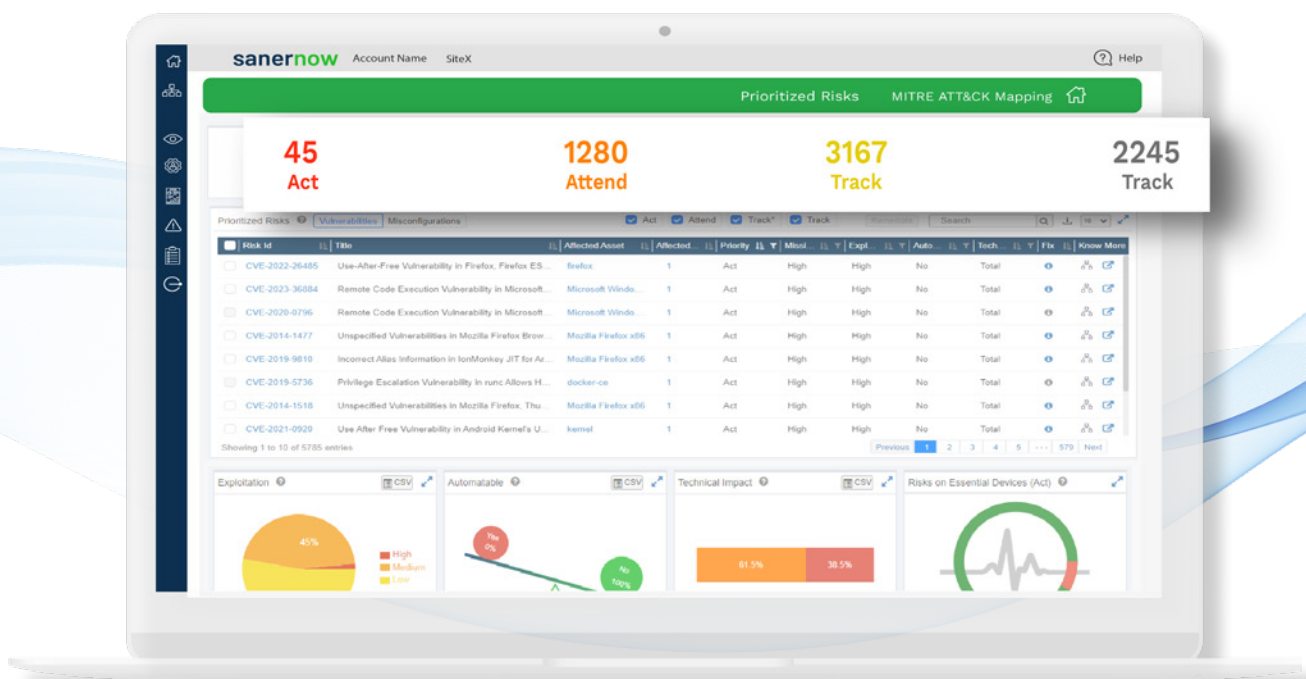 sanernow Account Name SiteX Help
Prioritized Risks MITRE ATT&CK Mapping
45 1280 3167 2245
Act Attend Track Track
Prioritized Risks Vulnerabilities Misconfigurations Act Attend Track* Track Search
Risk Id Title Affected Asset Affected... Priority Missi... Expl... Auto... Tech... Fix Know More
CVE-2022-26485 Use-After-Free Vulnerability in Firefox, Firefox ES... firefox 1 Act High High No Total
CVE-2023-36884 Remote Code Execution Vulnerability in Microsoft... Microsoft Windo... 1 Act High High No Total
CVE-2020-0796 Remote Code Execution Vulnerability in Microsoft... Microsoft Windo... 1 Act High High No Total
CVE-2014-1477 Unspecified Vulnerabilities in Mozilla Firefox Brow... Mozilla Firefox x86 1 Act High High No Total
CVE-2019-9810 Incorrect Alias Information in IonMonkey JIT for Ar... Mozilla Firefox x86 1 Act High High No Total
CVE-2019-5736 Privilege Escalation Vulnerability in runc Allows H... docker-ce 1 Act High High No Total
CVE-2014-1518 Unspecified Vulnerabilities in Mozilla Firefox, Thu... Mozilla Firefox x86 1 Act High High No Total
CVE-2021-0920 Use After Free Vulnerability in Android Kernel's U... kernel 1 Act High High No Total
Showing 1 to 10 of 5785 entries Previous 1 2 3 4 5 ... 579 Next
Exploitation CSV Automatable CSV Technical Impact CSV Risks on Essential Devices (Act)
45%
High
Medium
Low
Yes
0%
No
100%
61.5% 38.5%